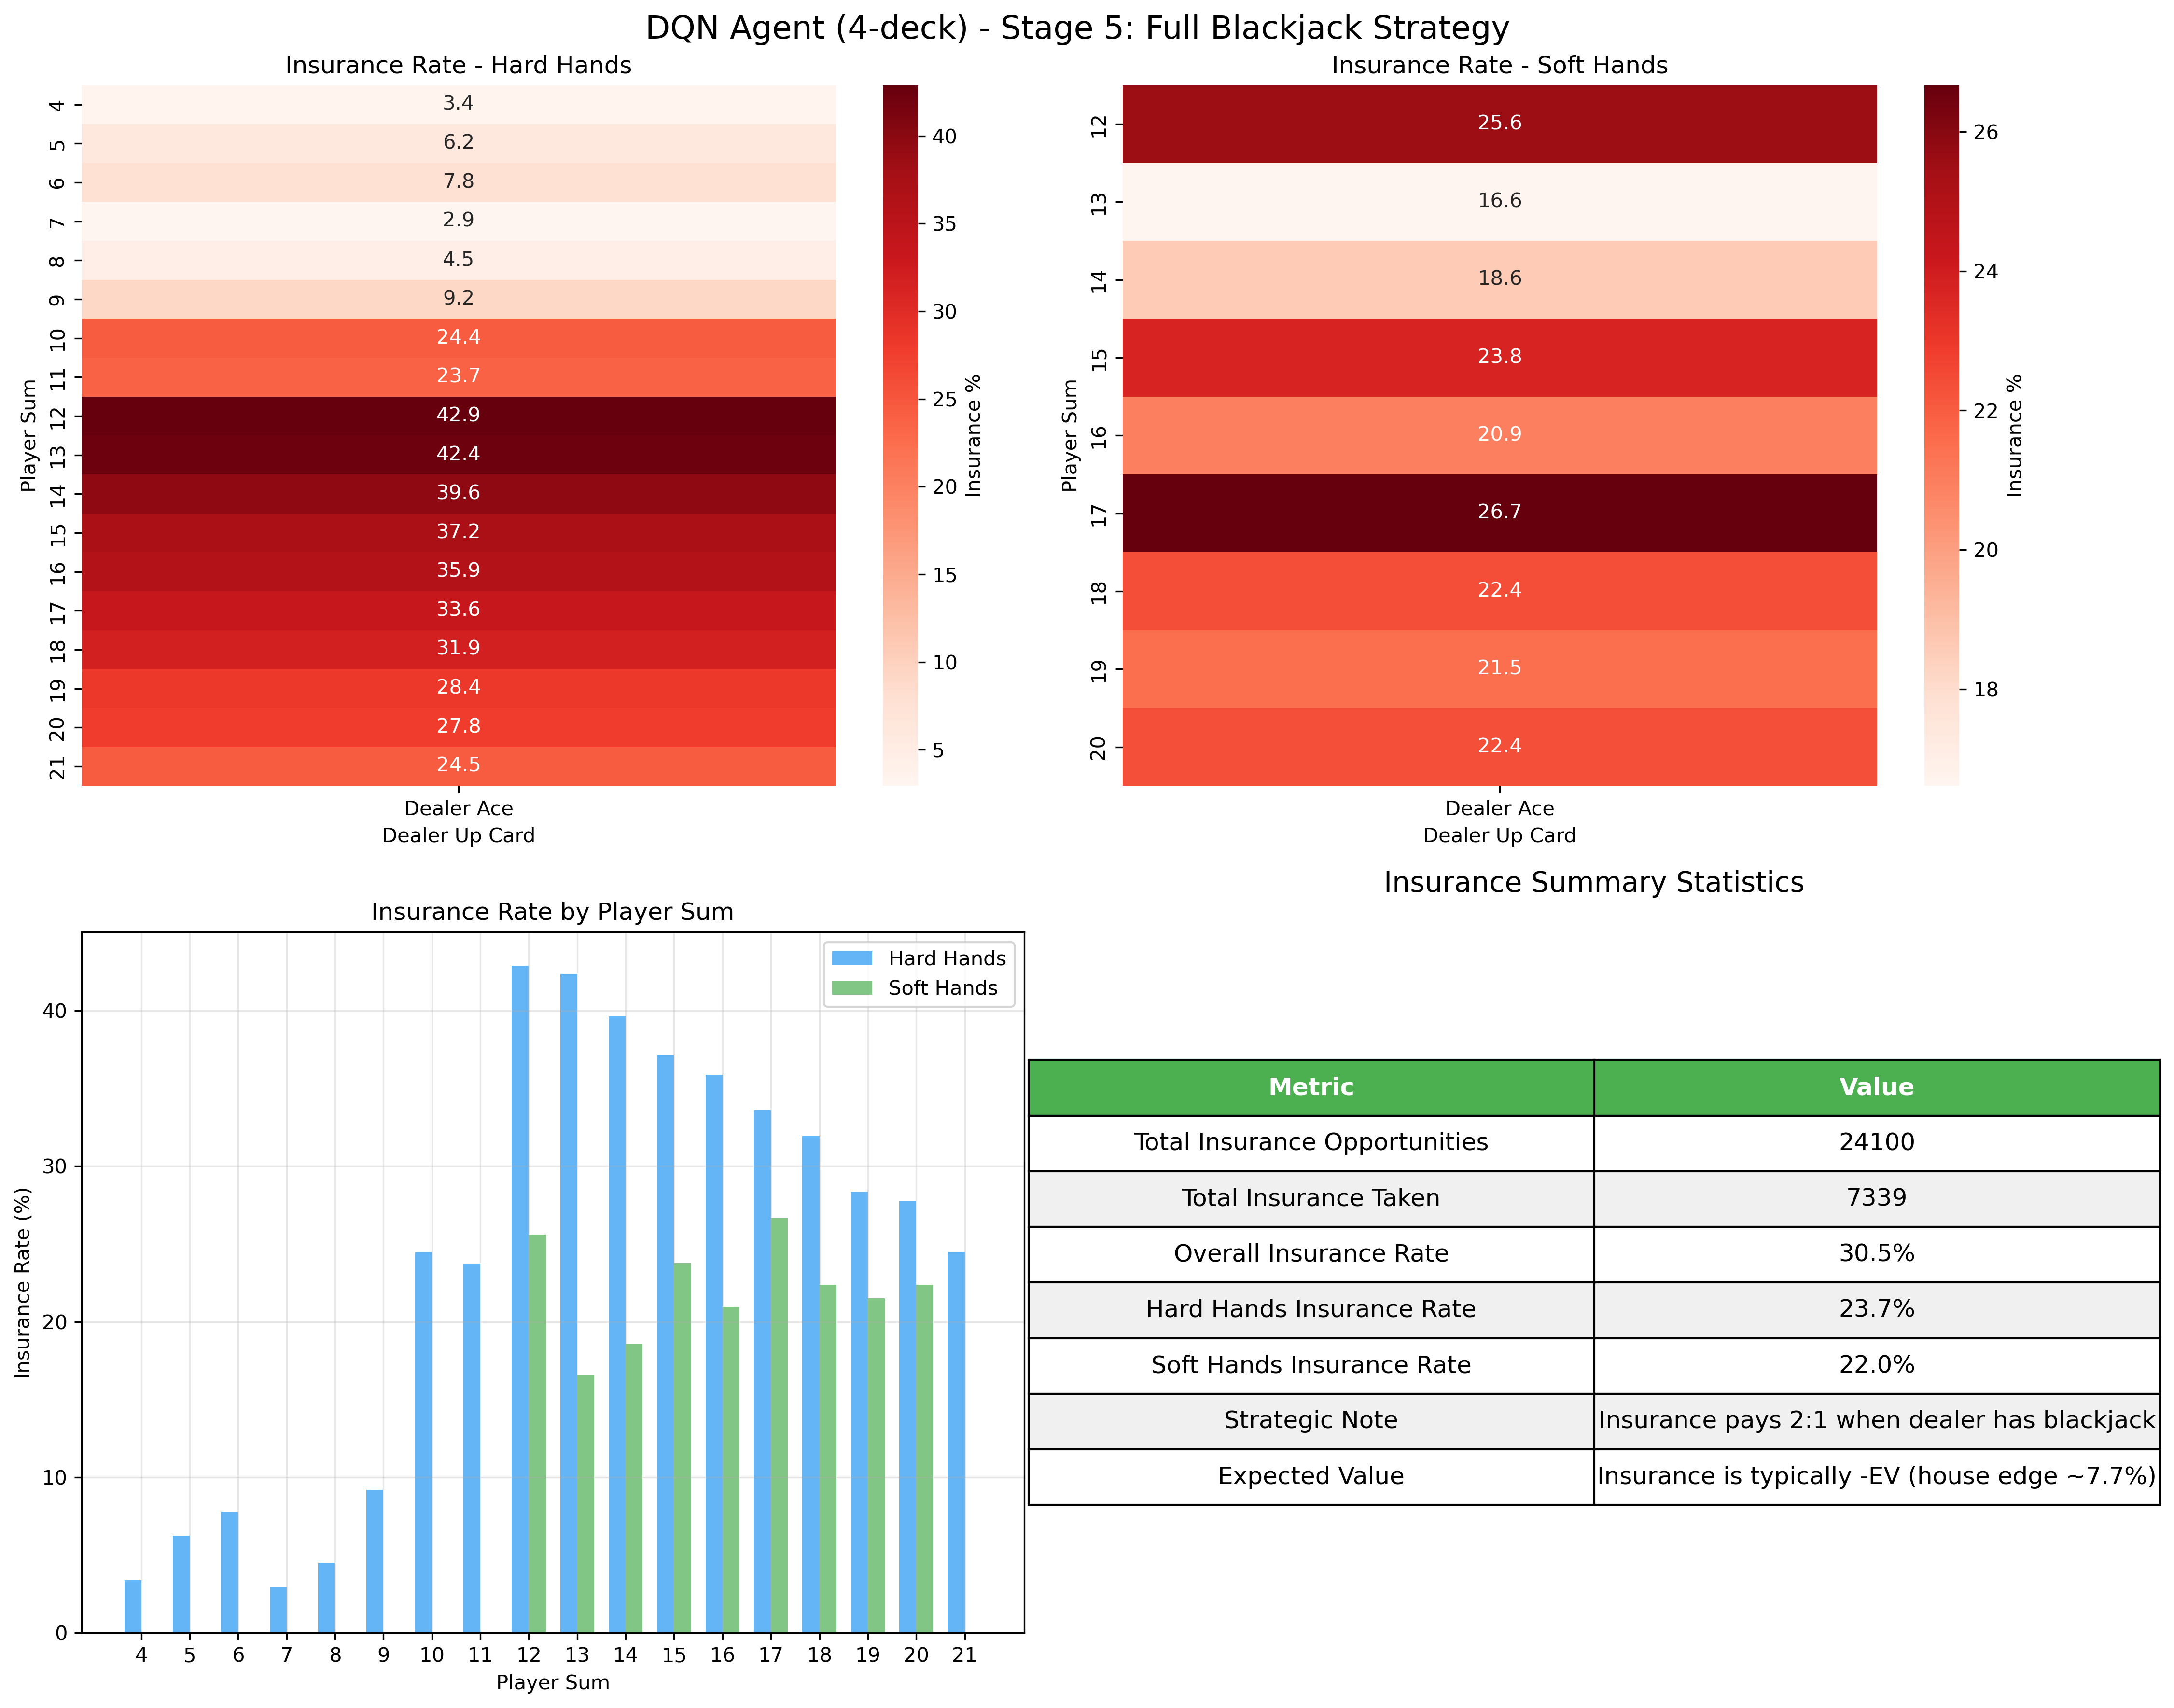 DQN Agent (4-deck) - Stage 5: Full Blackjack Strategy
Insurance Rate - Hard Hands
Player Sum
4
5
6
7
8
9
10
11
12
13
14
15
16
17
18
19
20
21
3.4
6.2
7.8
2.9
4.5
9.2
24.4
23.7
42.9
42.4
39.6
37.2
35.9
33.6
31.9
28.4
27.8
24.5
Dealer Ace
Dealer Up Card
40
35
30
25
20
15
10
5
Insurance %
Insurance Rate - Soft Hands
Player Sum
12
13
14
15
16
17
18
19
20
25.6
16.6
18.6
23.8
20.9
26.7
22.4
21.5
22.4
Dealer Ace
Dealer Up Card
26
24
22
20
18
Insurance %
Insurance Rate by Player Sum
Insurance Rate (%)
40
30
20
10
0
Hard Hands
Soft Hands
4 5 6 7 8 9 10 11 12 13 14 15 16 17 18 19 20 21
Player Sum
Insurance Summary Statistics
Metric Value
Total Insurance Opportunities 24100
Total Insurance Taken 7339
Overall Insurance Rate 30.5%
Hard Hands Insurance Rate 23.7%
Soft Hands Insurance Rate 22.0%
Strategic Note Insurance pays 2:1 when dealer has blackjack
Expected Value Insurance is typically -EV (house edge ~7.7%)